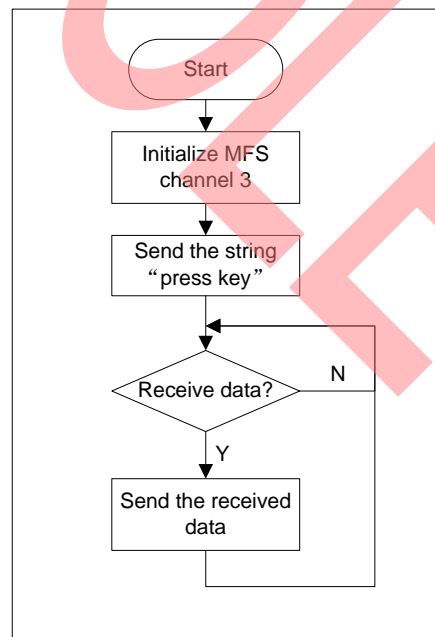 Start
Initialize MFS
channel 3
Send the string
“press key”
Receive data?
N
Y
Send the received
data